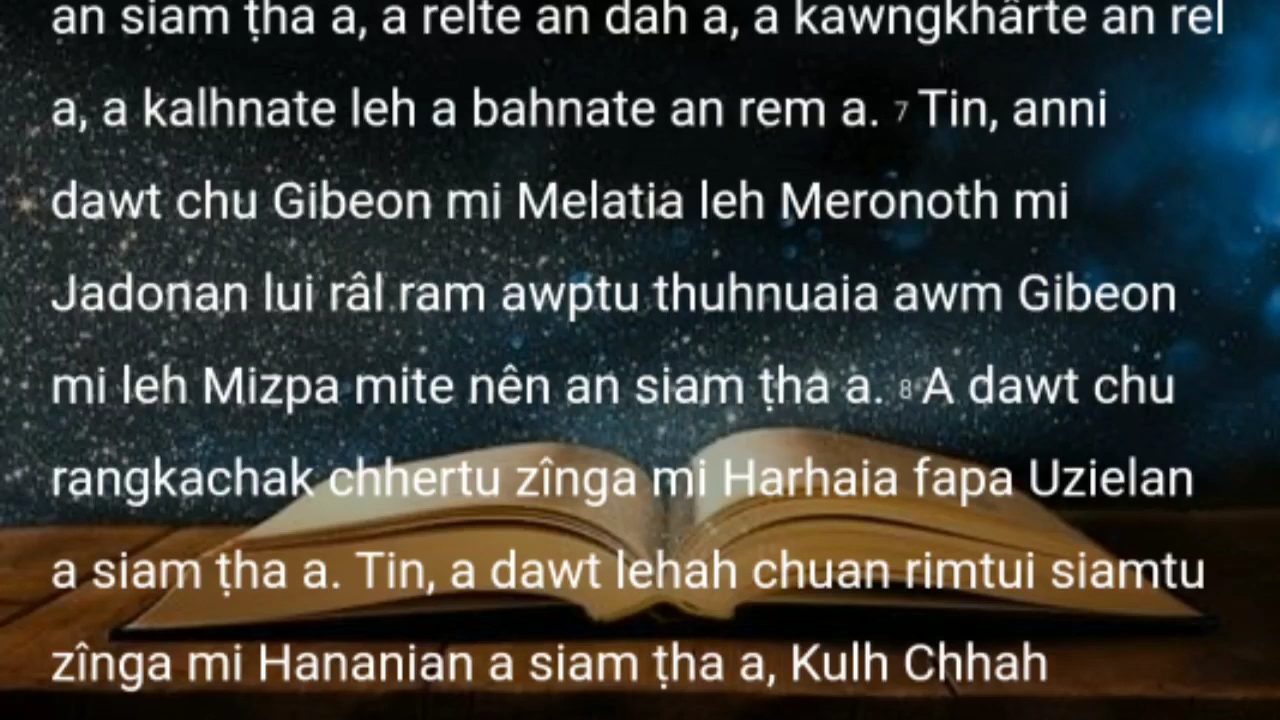 an siam ṭha a, a relte an dah a, a kawngkhârte an rel
a, a kalhnate leh a bahnate an rem a. 7 Tin, anni
dawt chu Gibeon mi Melatia leh Meronoth mi
Jadonan lui râl ram awptu thuhnuaia awm Gibeon
mi leh Mizpa mite nên an siam ṭha a. 8 A dawt chu
rangkachak chhertu zînga mi Harhaia fapa Uzielan
a siam ṭha a. Tin, a dawt lehah chuan rimtui siamtu
zînga mi Hananian a siam ṭha a, Kulh Chhah